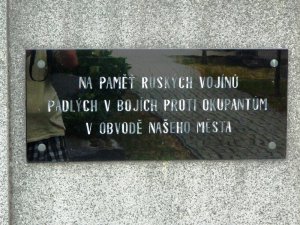 NA PAMĚŤ RUSKÝCH VOJÍNŮ
PADLÝCH V BOJÍCH PROTI OKUPANTŮM
V OBVODĚ NAŠEHO MĚSTA